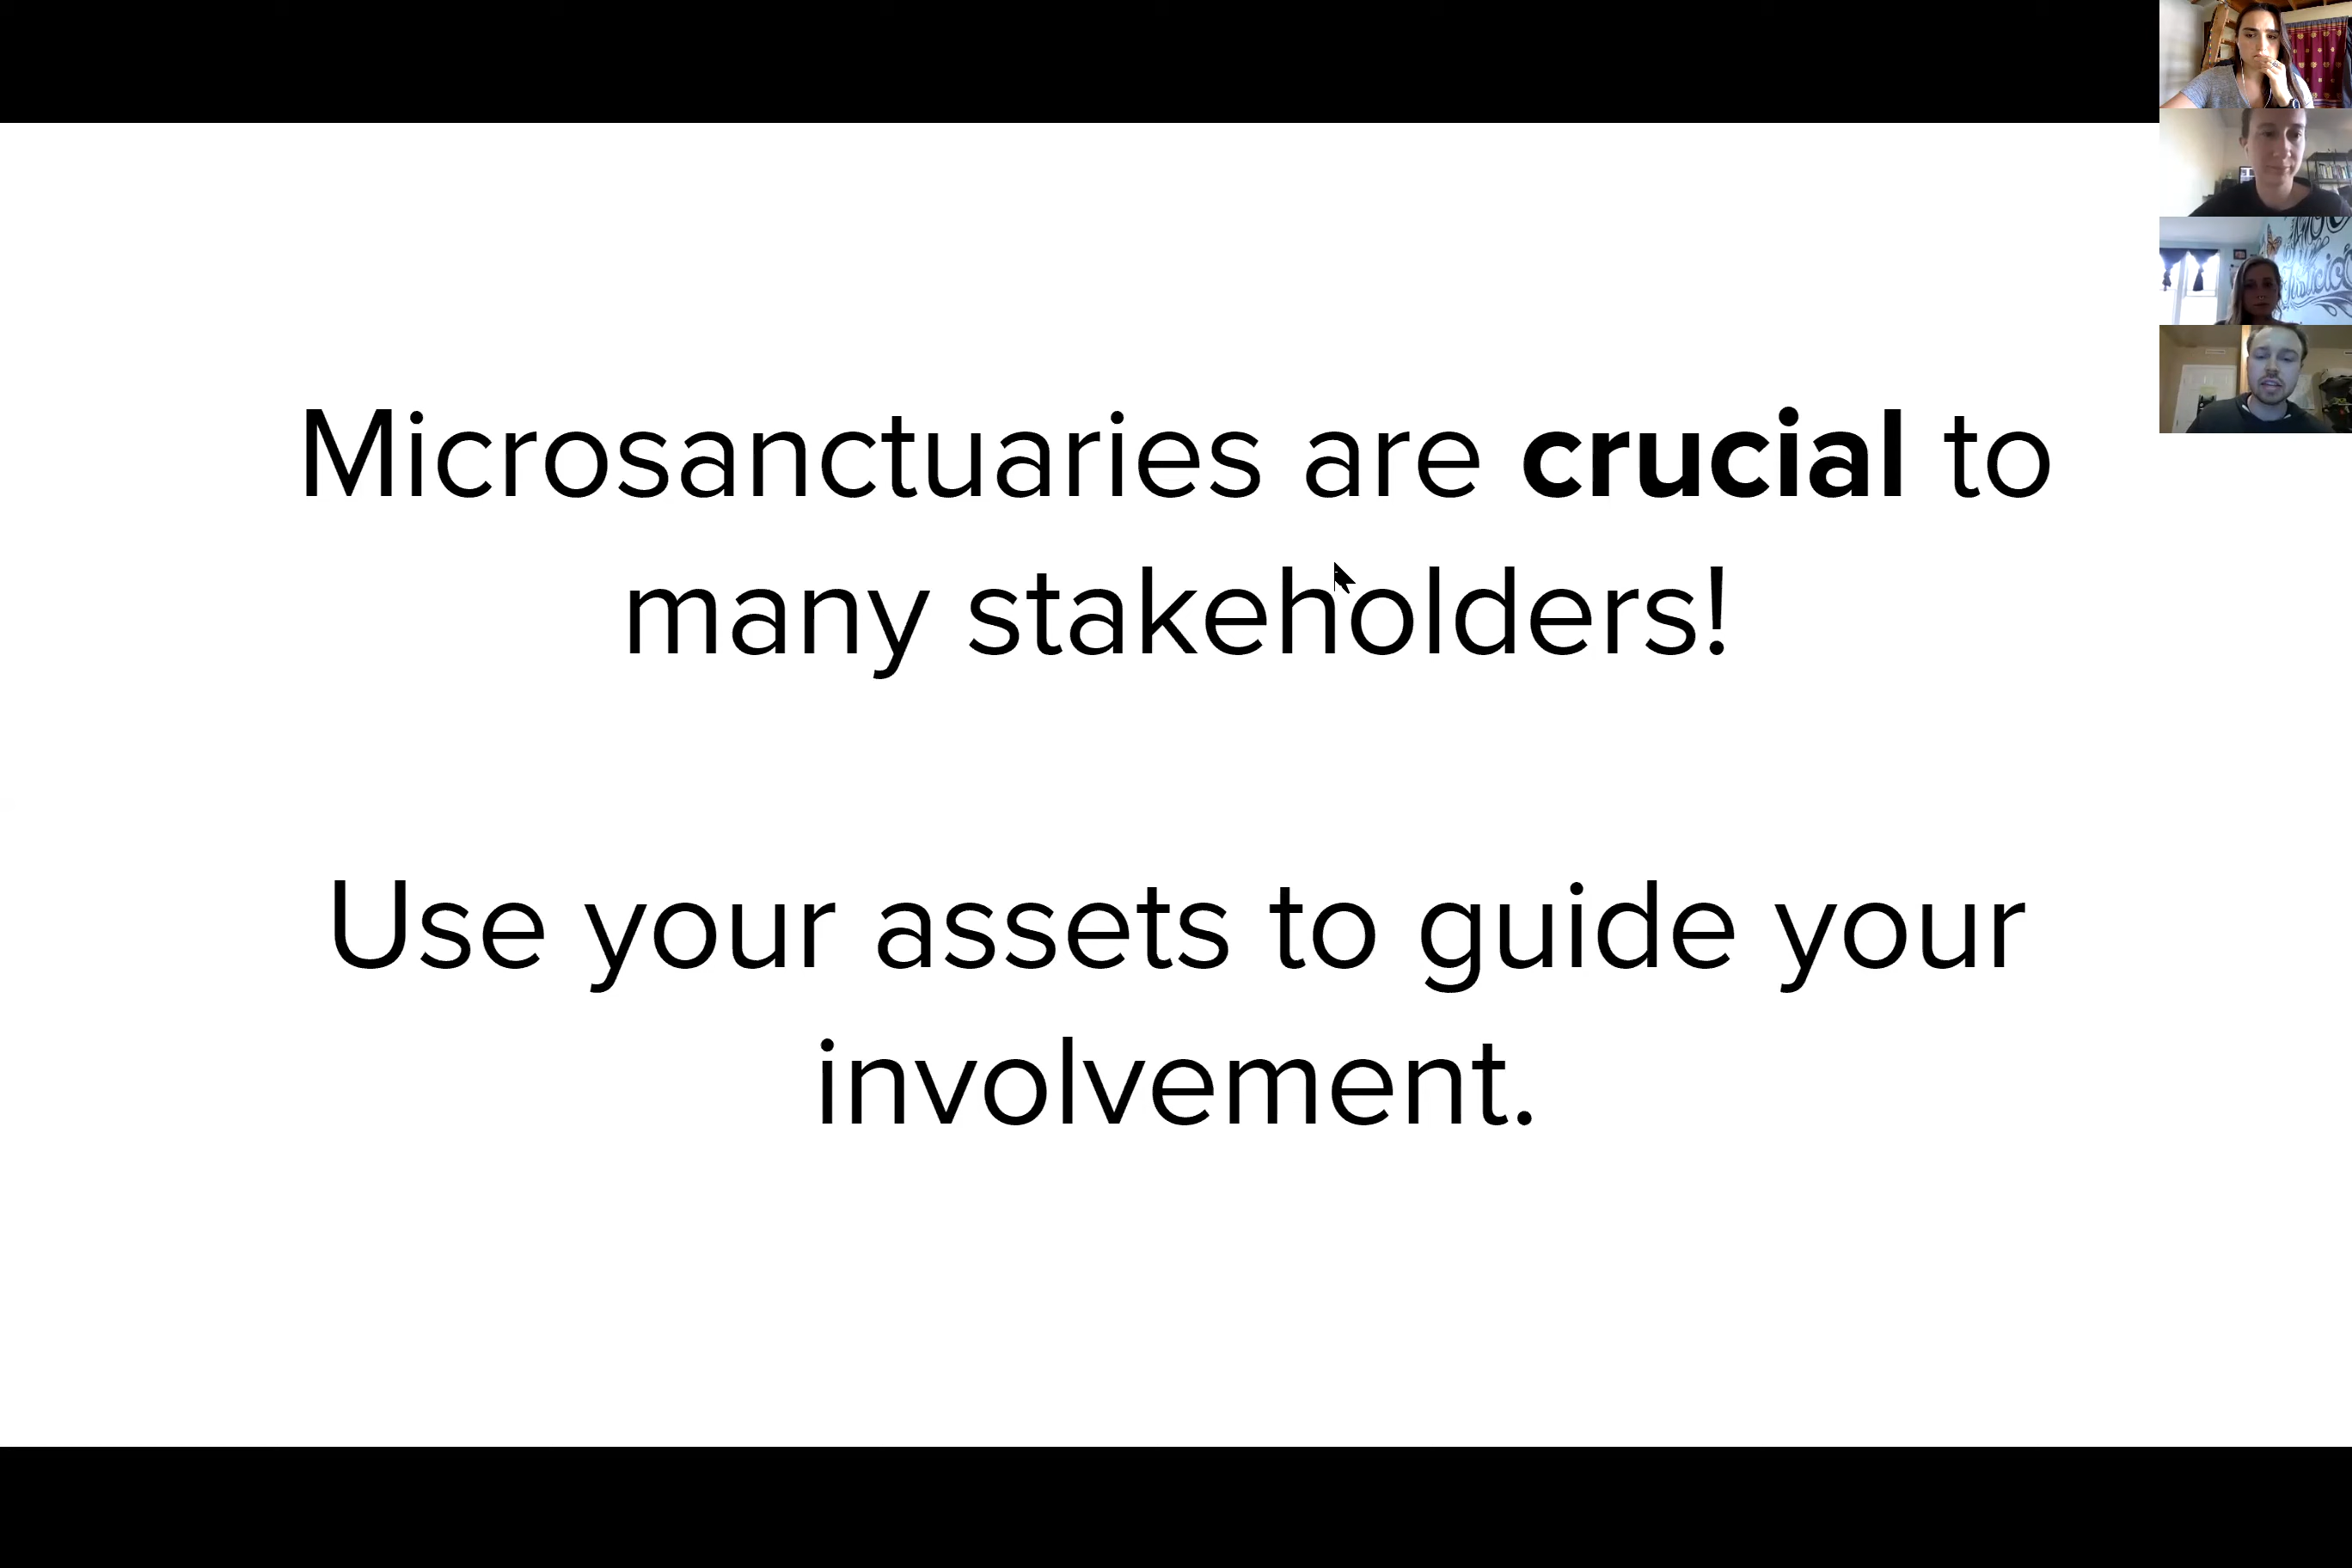 Microsanctuaries are crucial to
many stakeholders!
Use your assets to guide your
involvement.